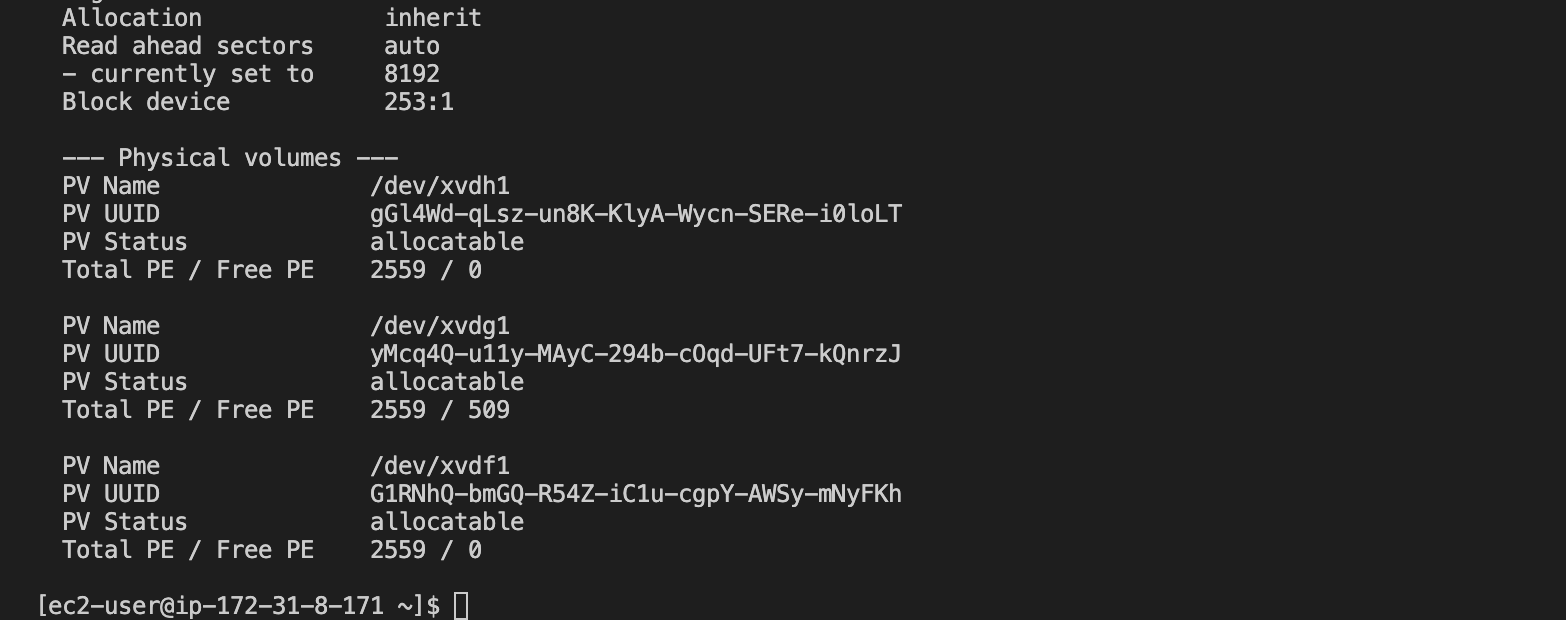 Allocation inherit
Read ahead sectors auto
- currently set to 8192
Block device 253:1
--- Physical volumes ---
PV Name /dev/xvdh1
PV UUID gGl4Wd-qLsz-un8K-KlyA-Wycn-SERe-i0loLT
PV Status allocatable
Total PE / Free PE 2559 / 0
PV Name /dev/xvdg1
PV UUID yMcq4Q-u11y-MAyC-294b-cOqd-UFt7-kQnrzJ
PV Status allocatable
Total PE / Free PE 2559 / 509
PV Name /dev/xvdf1
PV UUID G1RNhQ-bmGQ-R54Z-iC1u-cgpY-AWSy-mNyFKh
PV Status allocatable
Total PE / Free PE 2559 / 0
[ec2-user@ip-172-31-8-171 ~]$